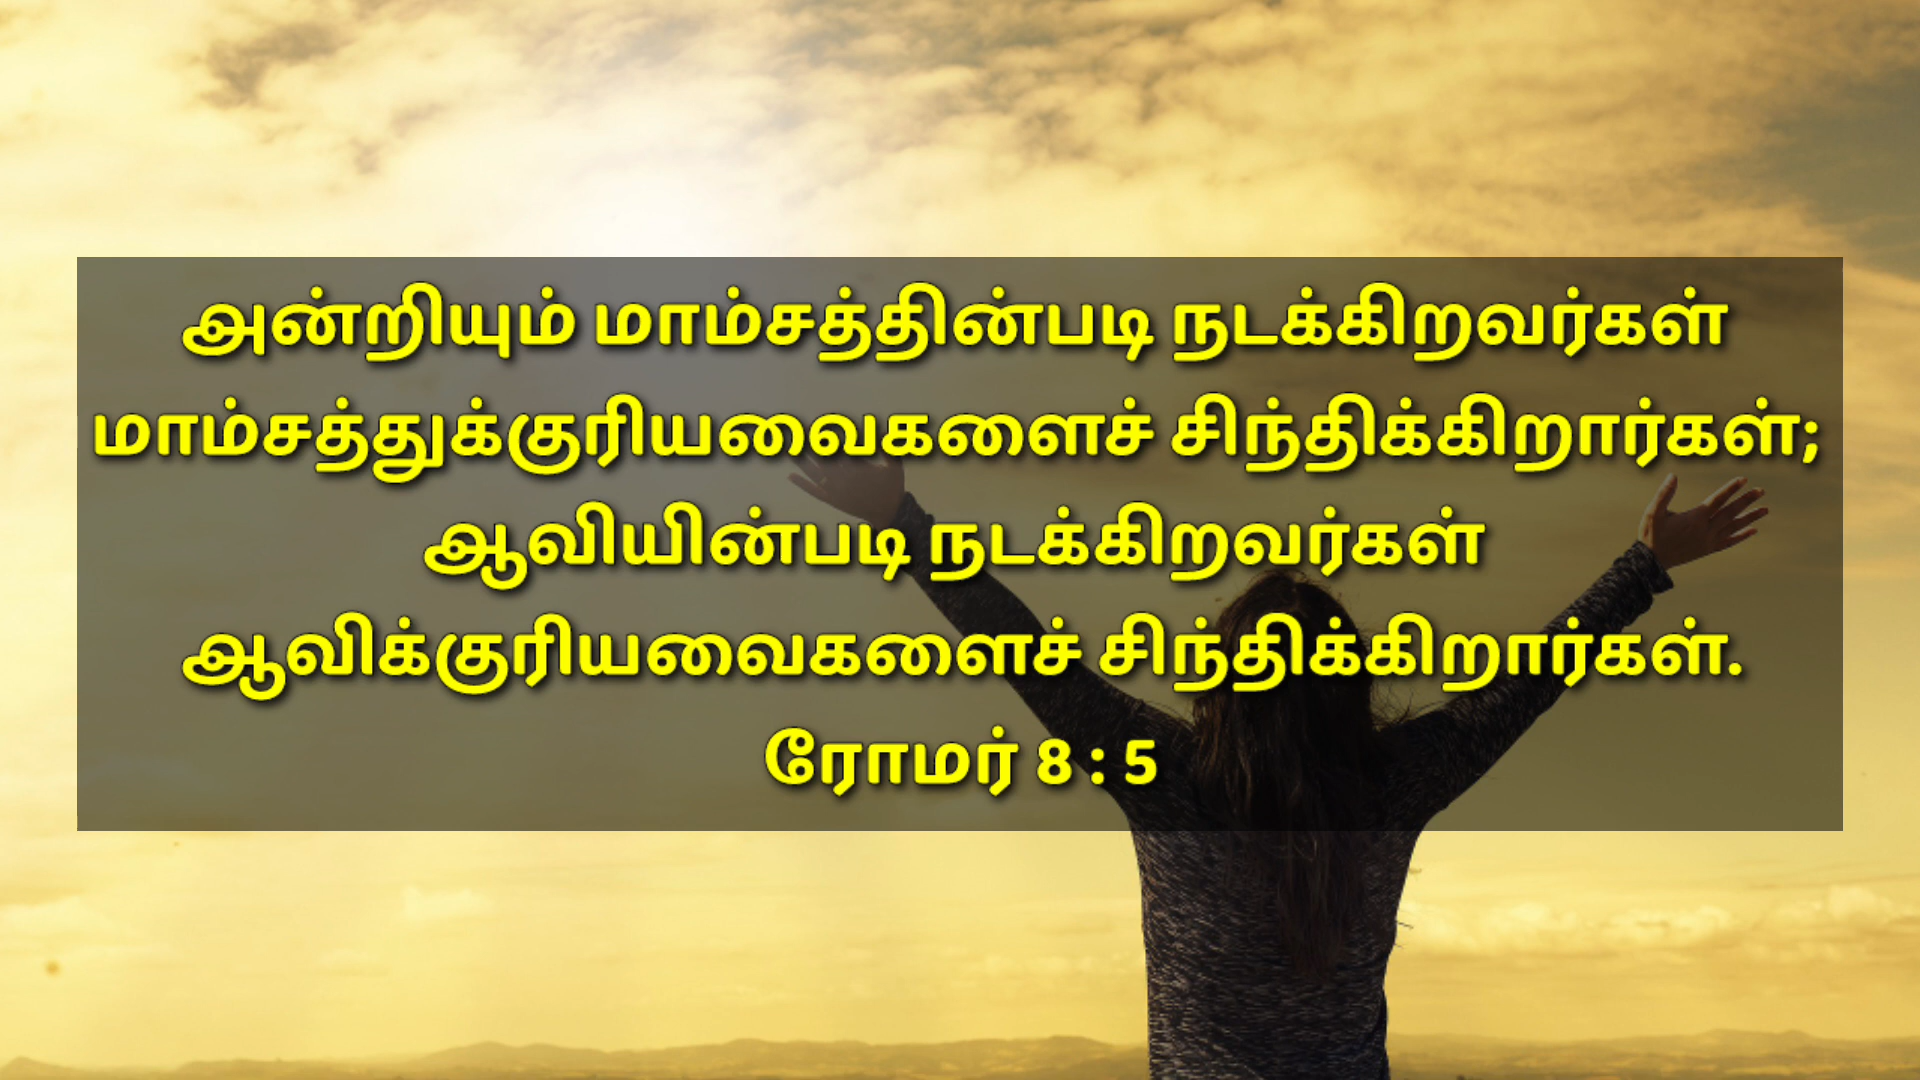 அன்றியும் மாம்சத்தின்படி நடக்கிறவர்கள்
மாம்சத்துக்குரியவைகளைச் சிந்திக்கிறார்கள்;
ஆவியின்படி நடக்கிறவர்கள்
ஆவிக்குரியவைகளைச் சிந்திக்கிறார்கள்.
ரோமர் 8 : 5